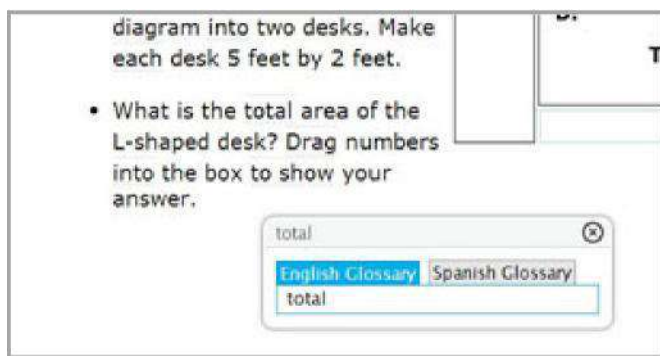 diagram into two desks. Make
each desk 5 feet by 2 feet.
• What is the total area of the
L-shaped desk? Drag numbers
into the box to show your
answer.
total
English Glossary Spanish Glossary
total
T